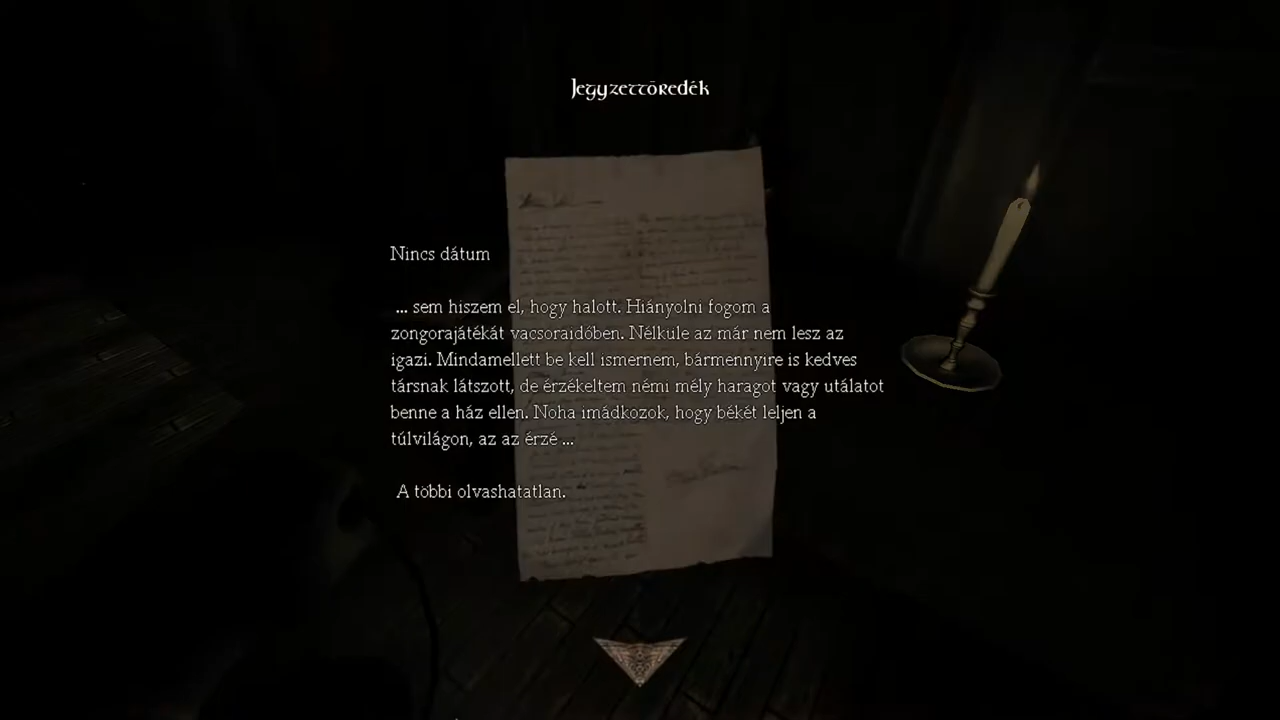 Jegyzettöredék
Nincs dátum
... sem hiszem el, hogy halott. Hiányolni fogom a
zongorajátékát vacsoraidőben. Nélküle az már nem lesz az
igazi. Mindamellett be kell ismernem, bármennyire is kedves
társnak látszott, de érzékeltem némi mély haragot vagy utálatot
benne a ház ellen. Noha imádkozok, hogy békét leljen a
túlvilágon, az az érzé ...
A többi olvashatatlan.